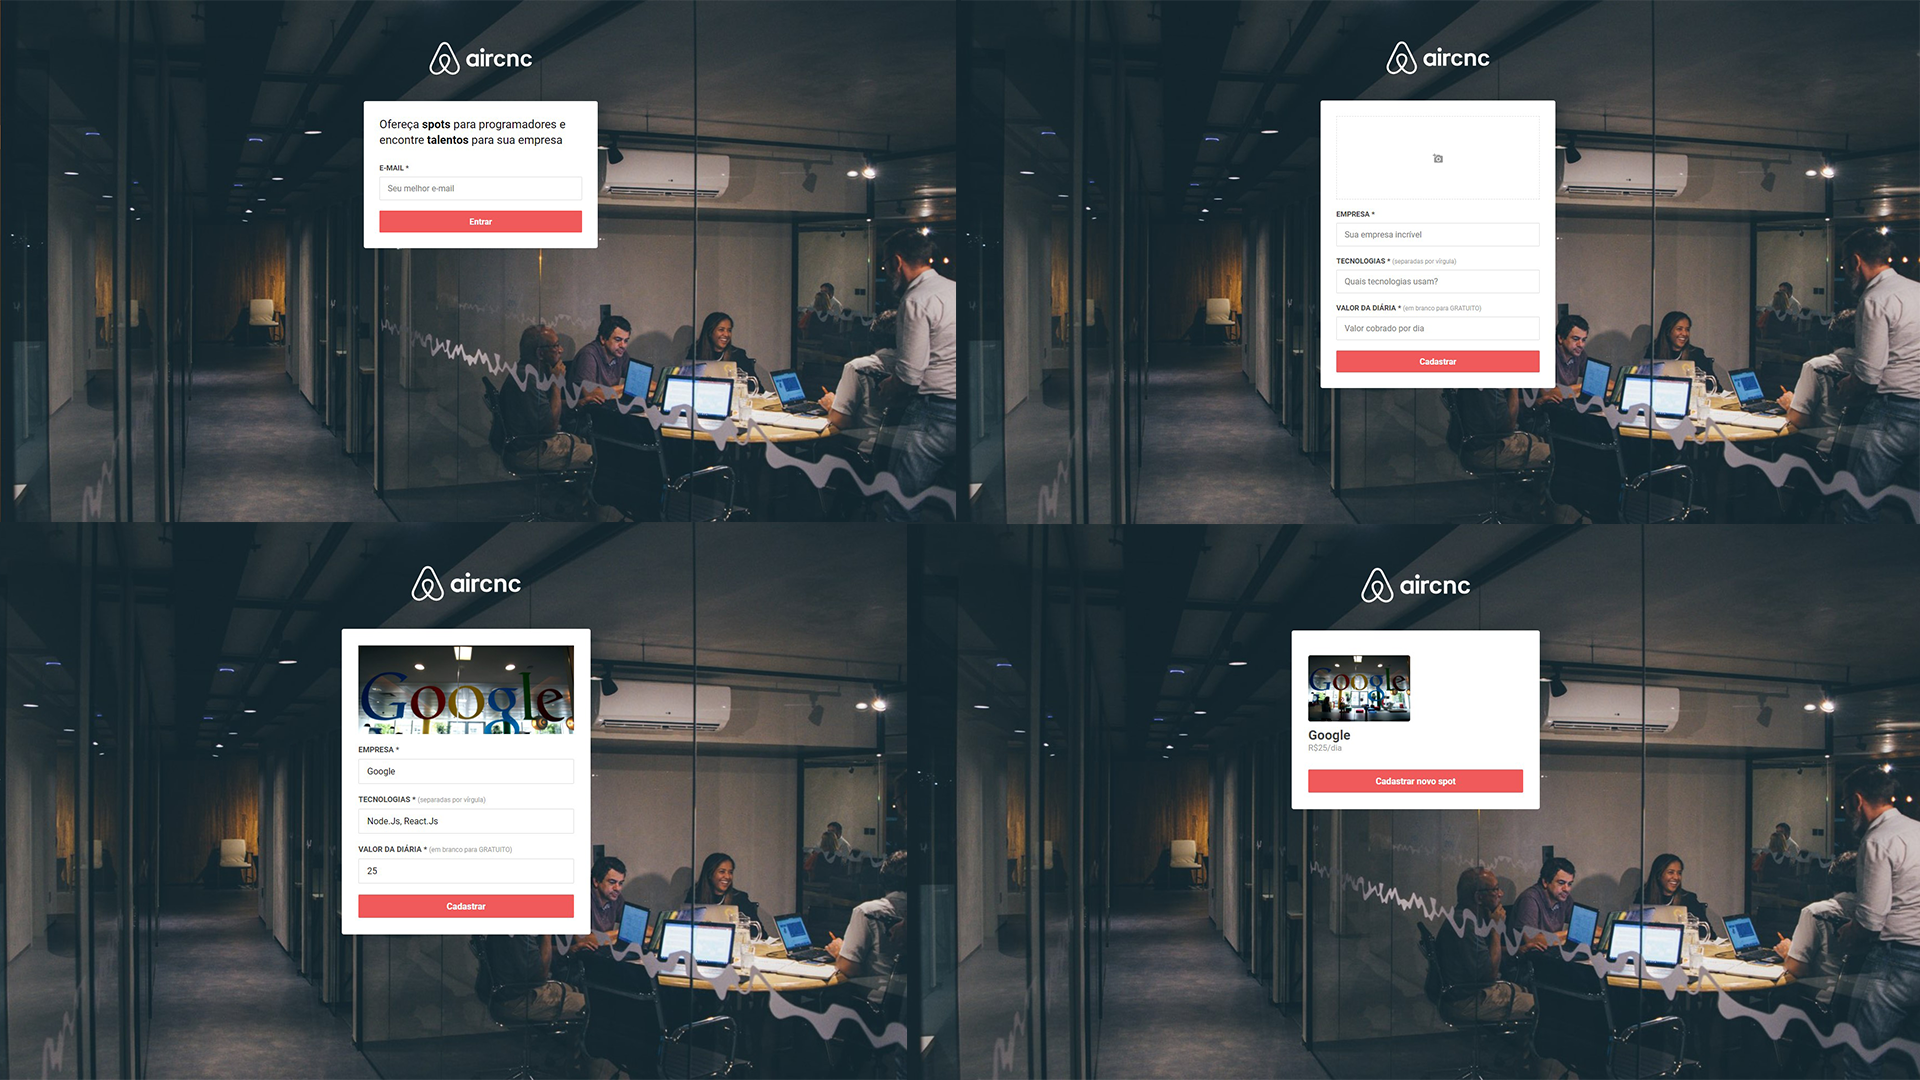 aircnc
Ofereça spots para programadores e
encontre talentos para sua empresa
E-MAIL *
Seu melhor e-mail
Entrar
aircnc
EMPRESA *
Sua empresa incrível
TECNOLOGIAS * (separadas por vírgula)
Quais tecnologias usam?
VALOR DA DIÁRIA * (em branco para GRATUITO)
Valor cobrado por dia
Cadastrar
aircnc
Google
EMPRESA *
Google
TECNOLOGIAS * (separadas por vírgula)
Node.Js, React.Js
VALOR DA DIÁRIA * (em branco para GRATUITO)
25
Cadastrar
aircnc
Google
Google
R$25/dia
Cadastrar novo spot